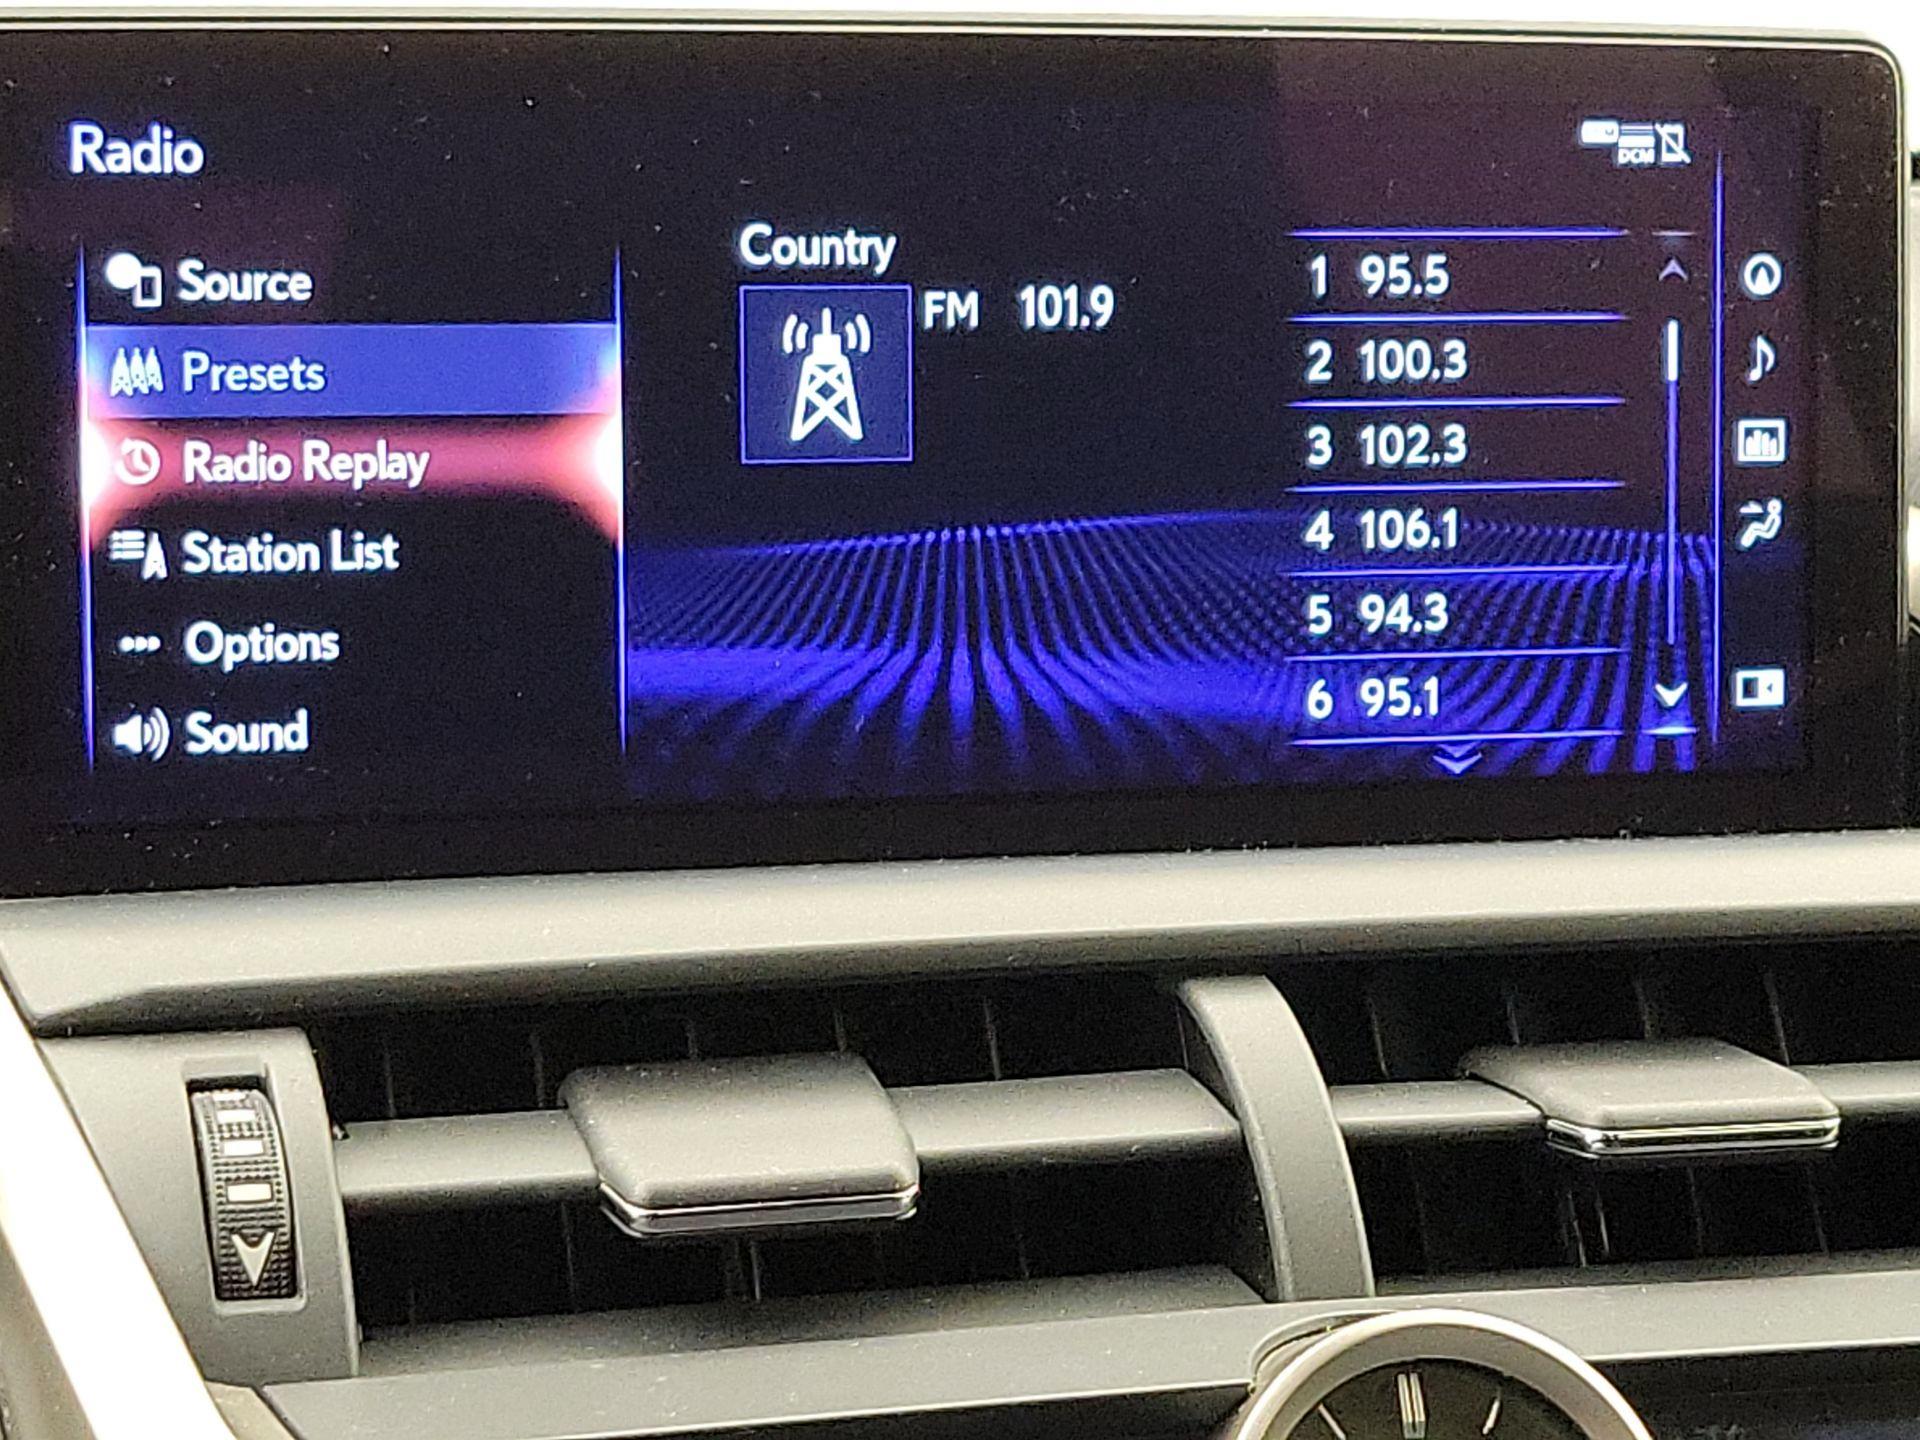 Radio
DCM
Source
Presets
Radio Replay
Station List
Options
Sound
Country
FM 101.9
1 95.5
2 100.3
3 102.3
4 106.1
5 94.3
6 95.1